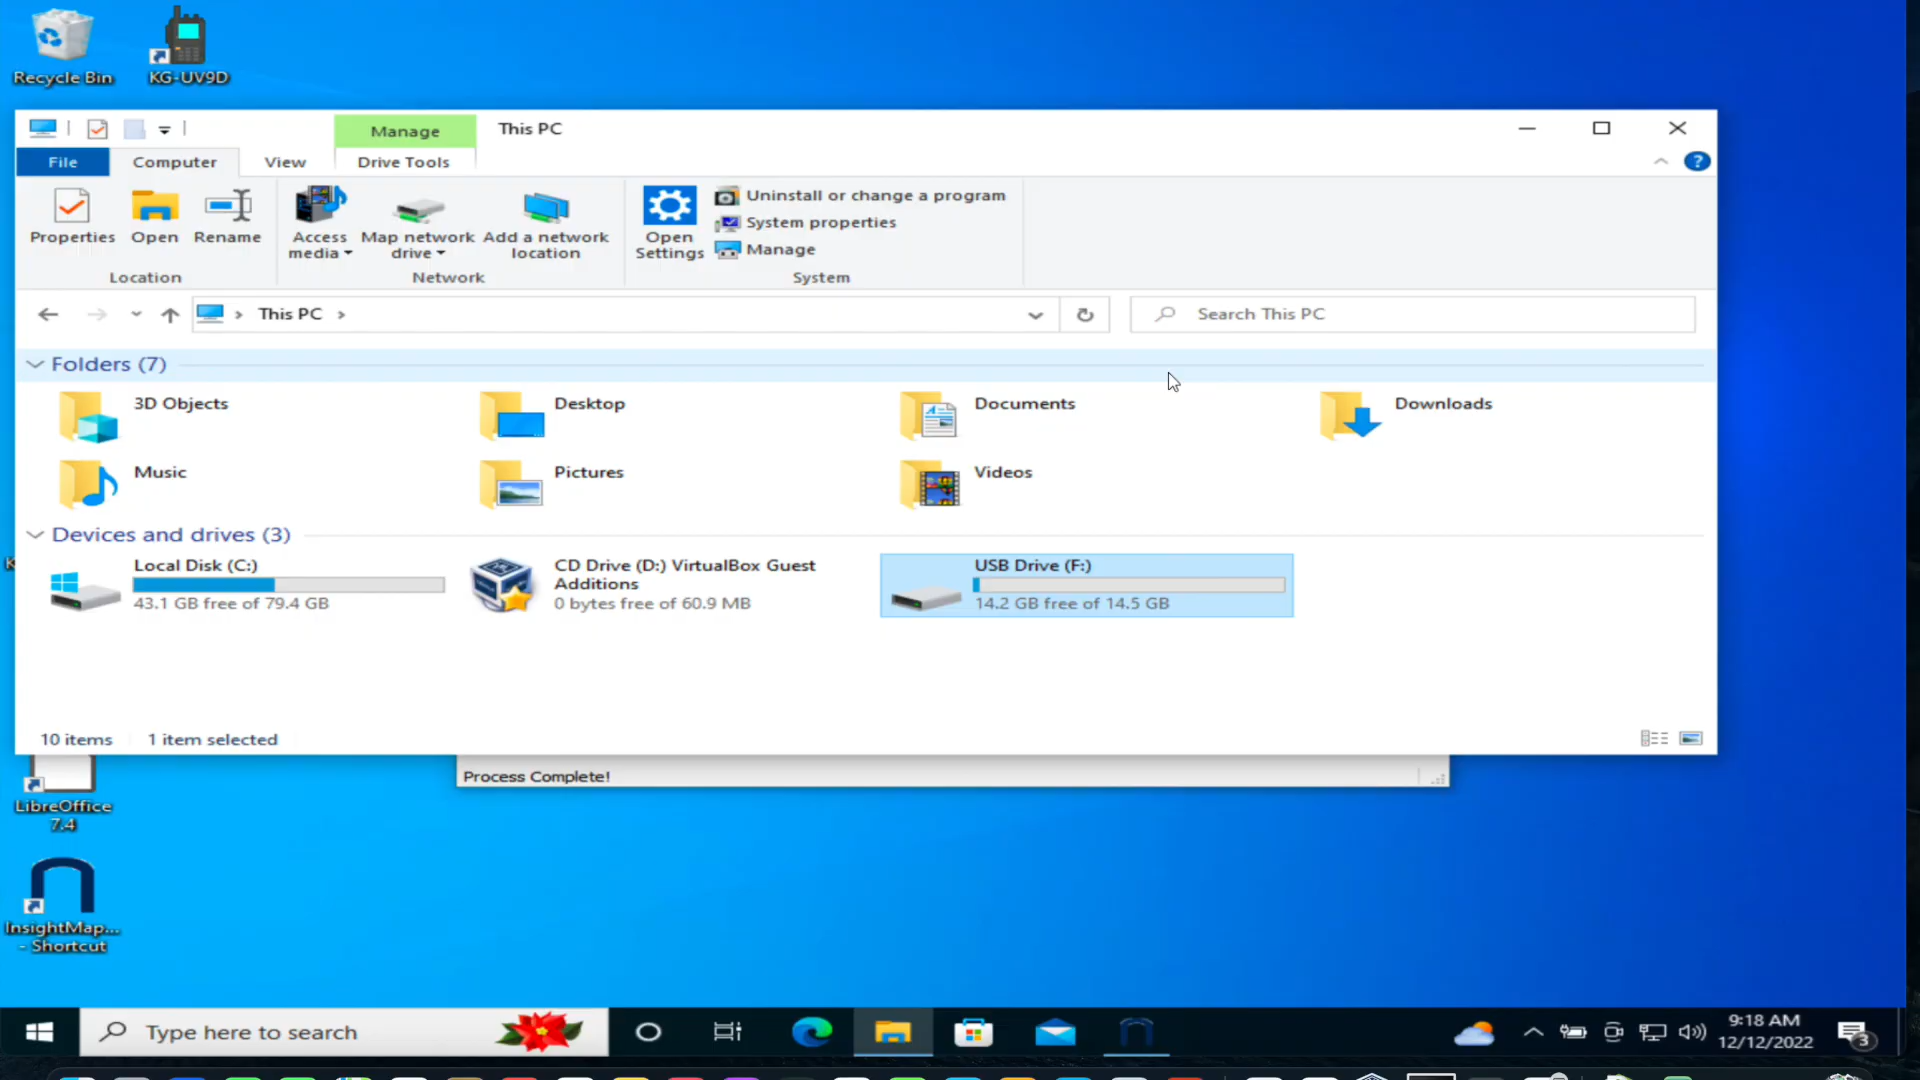 Recycle Bin
KG-UV9D
Manage
This PC
File
Computer
View
Drive Tools
Properties
Open
Rename
Access
media
Map network
drive
Add a network
location
Open
Settings
Uninstall or change a program
System properties
Manage
Location
Network
System
This PC
Search This PC
Folders (7)
3D Objects
Desktop
Documents
Downloads
Music
Pictures
Videos
Devices and drives (3)
Local Disk (C:)
43.1 GB free of 79.4 GB
CD Drive (D:) VirtualBox Guest
Additions
0 bytes free of 60.9 MB
USB Drive (F:)
14.2 GB free of 14.5 GB
10 items
1 item selected
Process Complete!
LibreOffice
7.4
InsightMap...
- Shortcut
Type here to search
9:18 AM
12/12/2022
3